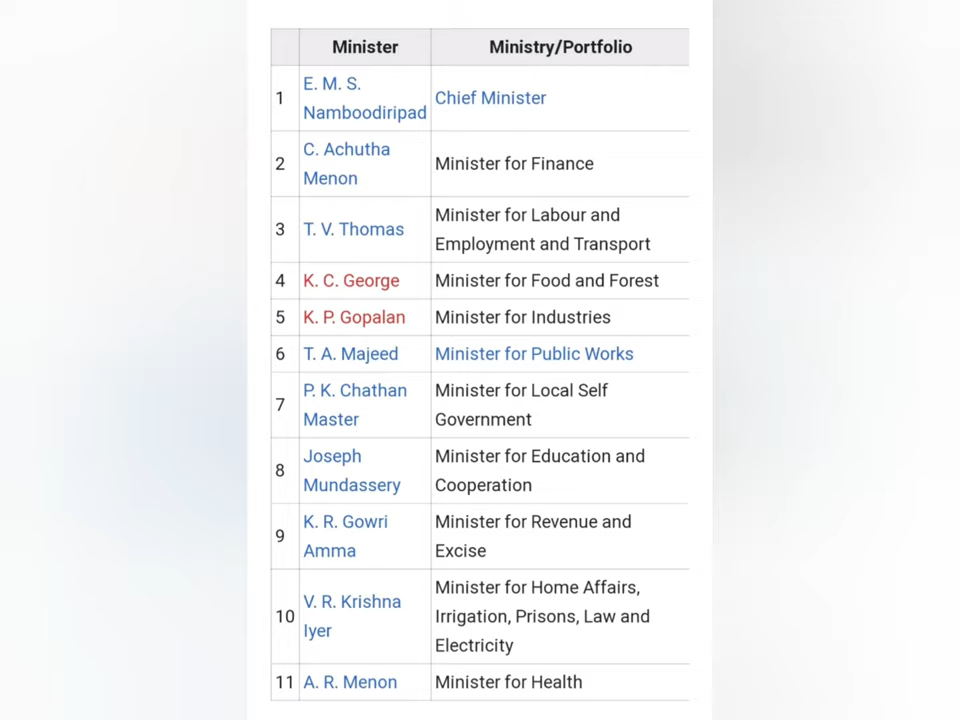 Minister Ministry/Portfolio
1 E. M. S. Namboodiripad Chief Minister
2 C. Achutha Menon Minister for Finance
3 T. V. Thomas Minister for Labour and Employment and Transport
4 K. C. George Minister for Food and Forest
5 K. P. Gopalan Minister for Industries
6 T. A. Majeed Minister for Public Works
7 P. K. Chathan Master Minister for Local Self Government
8 Joseph Mundassery Minister for Education and Cooperation
9 K. R. Gowri Amma Minister for Revenue and Excise
10 V. R. Krishna Iyer Minister for Home Affairs, Irrigation, Prisons, Law and Electricity
11 A. R. Menon Minister for Health